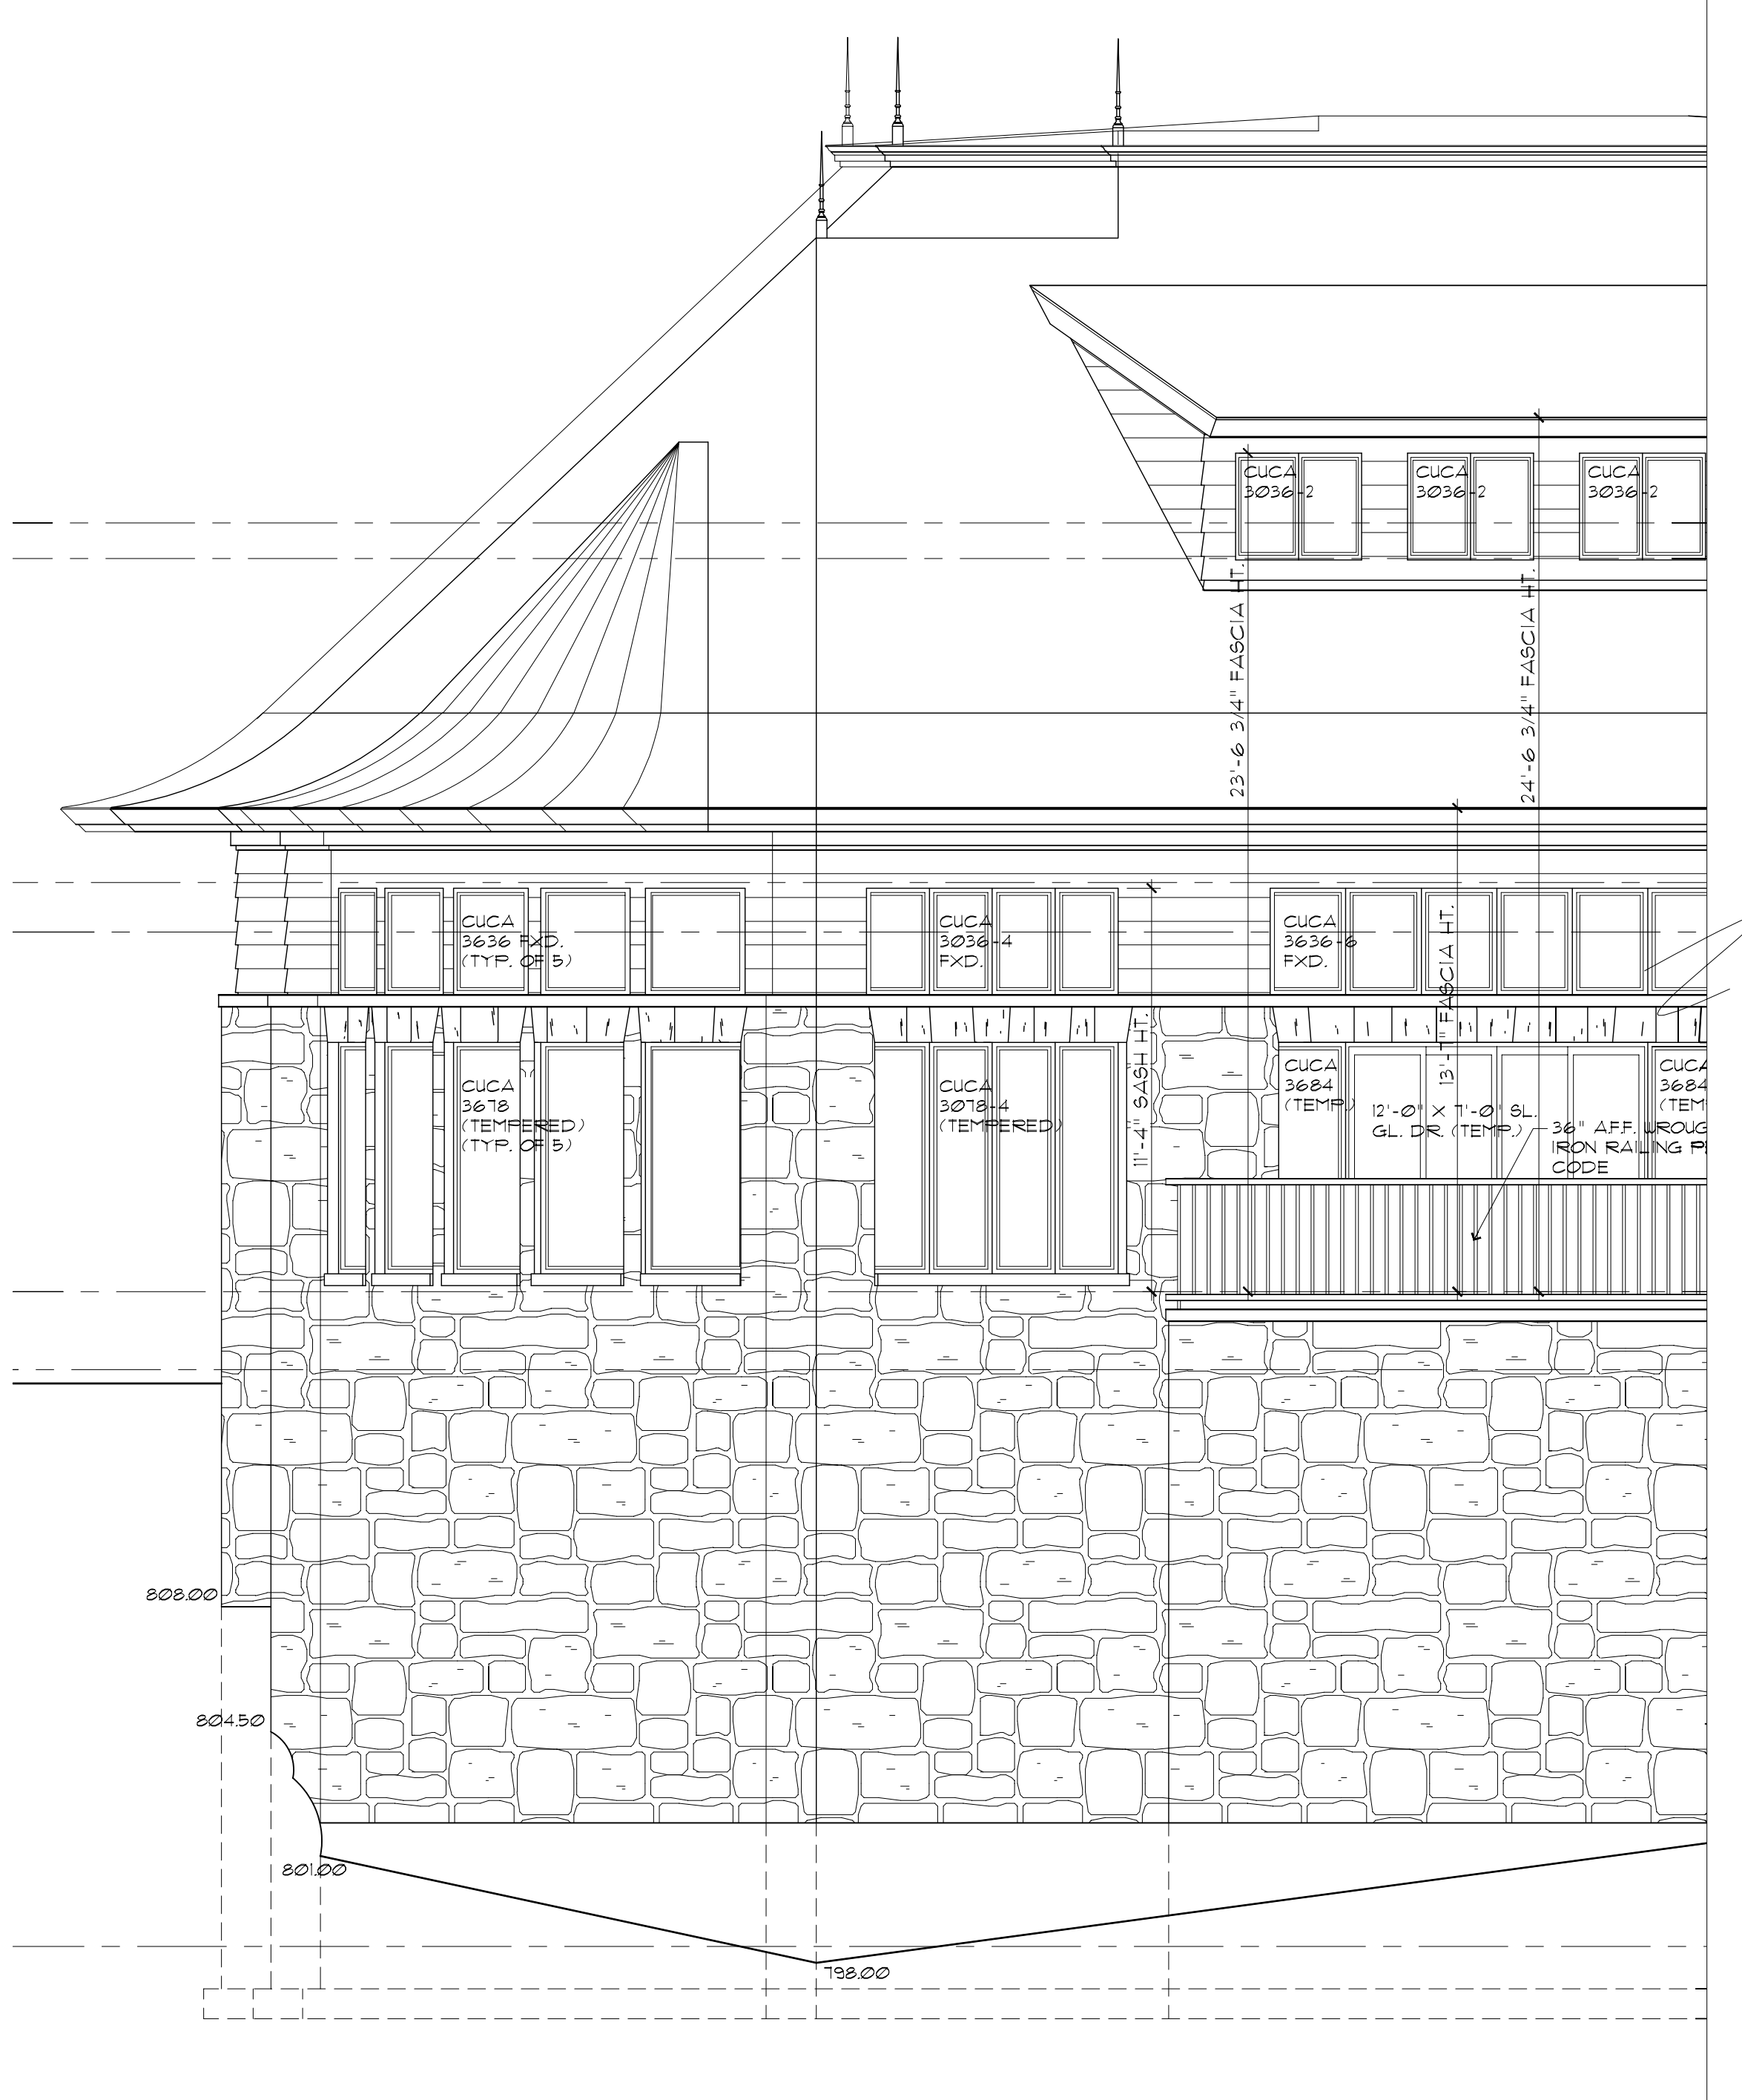 CUCA
3036-2
CUCA
3036-2
CUCA
3036-2
23'-6 3/4" FASCIA HT.
24'-6 3/4" FASCIA HT.
CUCA
3636 FXD.
(TYP. OF 5)
CUCA
3036-4
FXD.
CUCA
3636-6
FXD.
13'-1" FASCIA HT.
11'-4" SASH HT.
CUCA
3678
(TEMPERED)
(TYP. OF 5)
CUCA
3078-4
(TEMPERED)
CUCA
3684
(TEMP.)
12'-0" X 7'-0" SL.
GL. DR. (TEMP.)
CUCA
3684
(TEM
36" A.F.F. WROUG
IRON RAILING PE
CODE
808.00
804.50
801.00
798.00